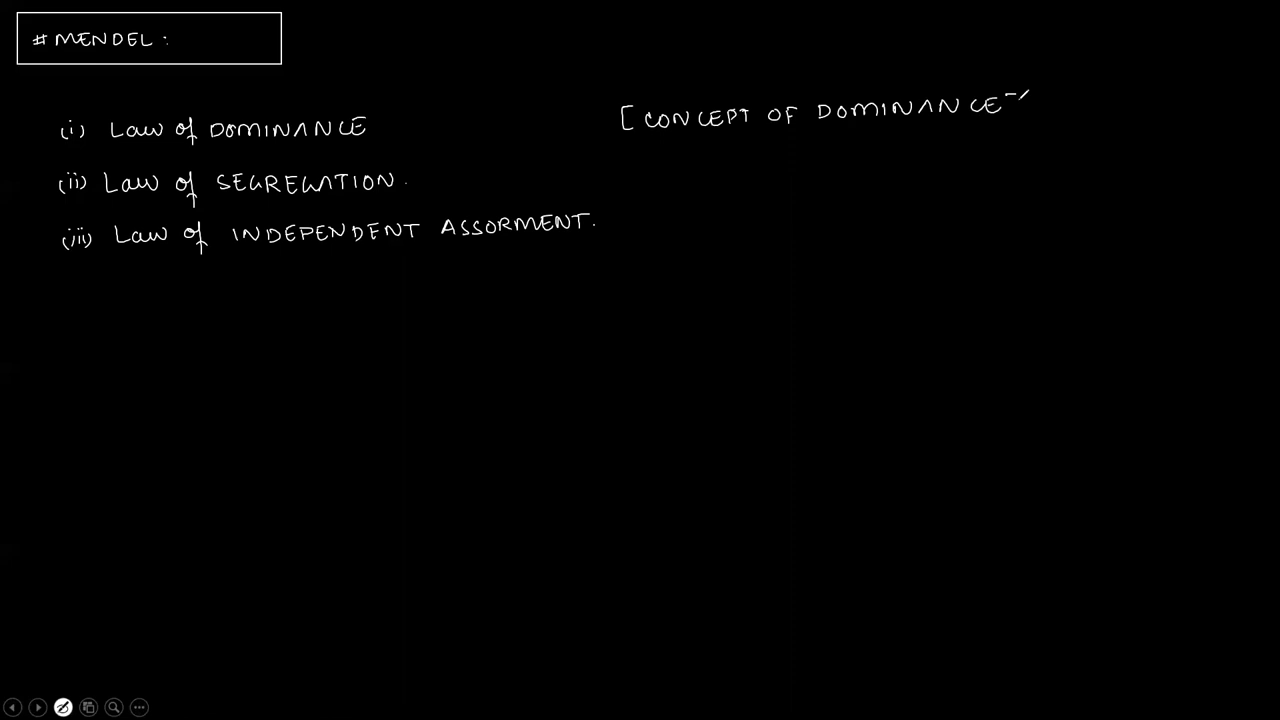 # MENDEL :
(i) Law of DOMINANCE
[CONCEPT OF DOMINANCE
(ii) Law of SEGREGATION.
(iii) Law of INDEPENDENT ASSORMENT.